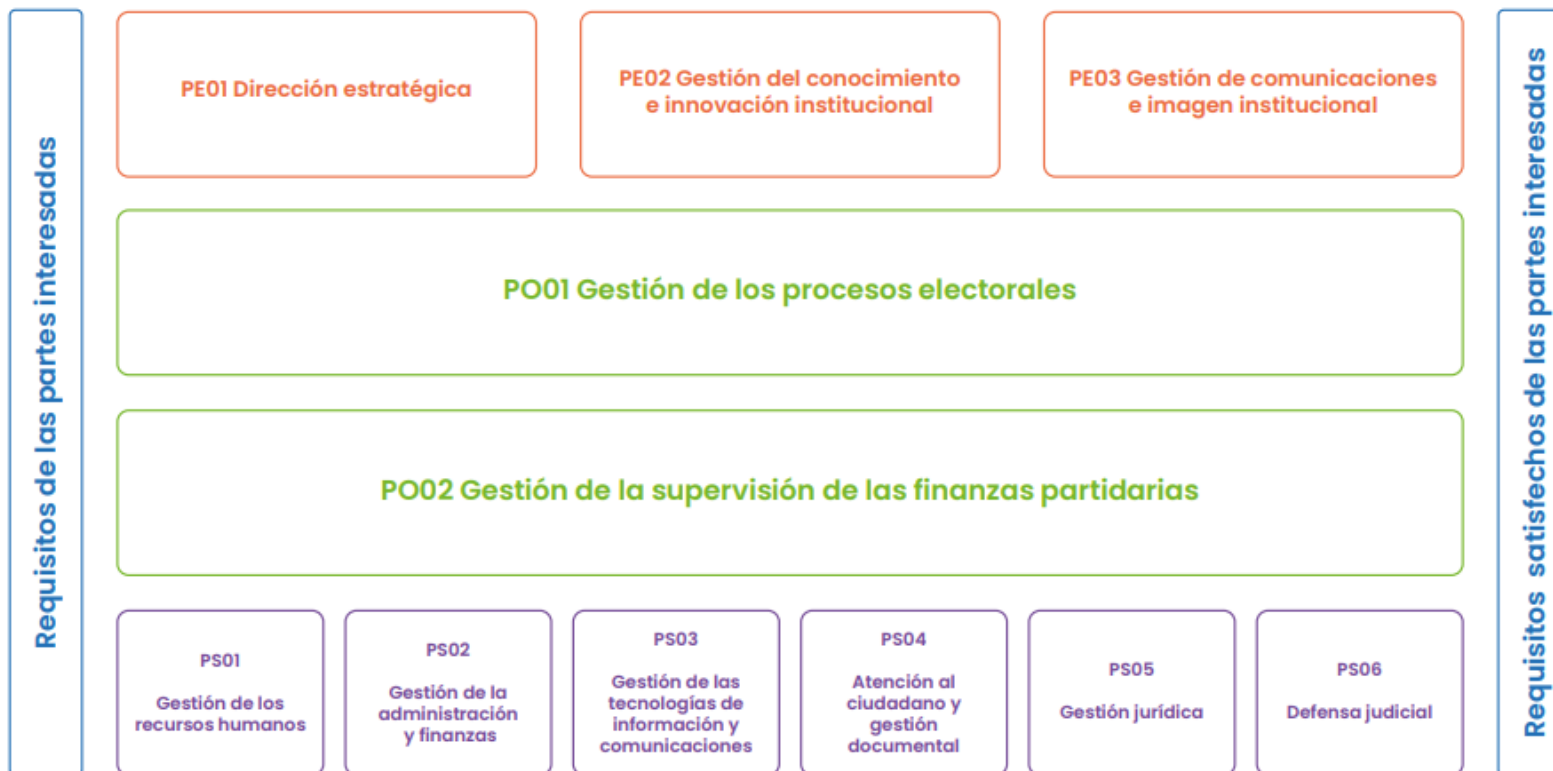 Requisitos de las partes interesadas
PE01 Dirección estratégica
PE02 Gestión del conocimiento
e innovación institucional
PE03 Gestión de comunicaciones
e imagen institucional
PO01 Gestión de los procesos electorales
PO02 Gestión de la supervisión de las finanzas partidarias
PS01
Gestión de los
recursos humanos
PS02
Gestión de la
administración
y finanzas
PS03
Gestión de las
tecnologías de
información y
comunicaciones
PS04
Atención al
ciudadano y
gestión
documental
PS05
Gestión jurídica
PS06
Defensa judicial
Requisitos satisfechos de las partes interesadas